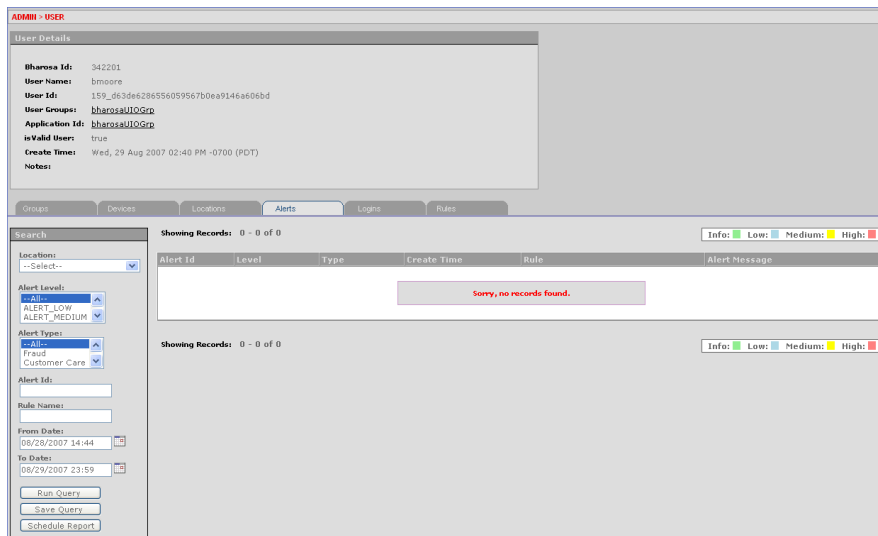 ADMIN > USER
User Details
Bharosa Id: 342201
User Name: bmoore
User Id: 159_d63de6286556059567b0ea9146a606bd
User Groups: bharosaUIOGrp
Application Id: bharosaUIOGrp
isValid User: true
Create Time: Wed, 29 Aug 2007 02:40 PM -0700 (PDT)
Notes:
Groups Devices Locations Alerts Logins Rules
Search
Location:
--Select--
Alert Level:
--All--
ALERT_LOW
ALERT_MEDIUM
Alert Type:
--All--
Fraud
Customer Care
Alert Id:
Rule Name:
From Date:
08/28/2007 14:44
To Date:
08/29/2007 23:59
Run Query
Save Query
Schedule Report
Showing Records: 0 - 0 of 0
Info: Low: Medium: High:
Alert Id Level Type Create Time Rule Alert Message
Sorry, no records found.
Showing Records: 0 - 0 of 0
Info: Low: Medium: High: